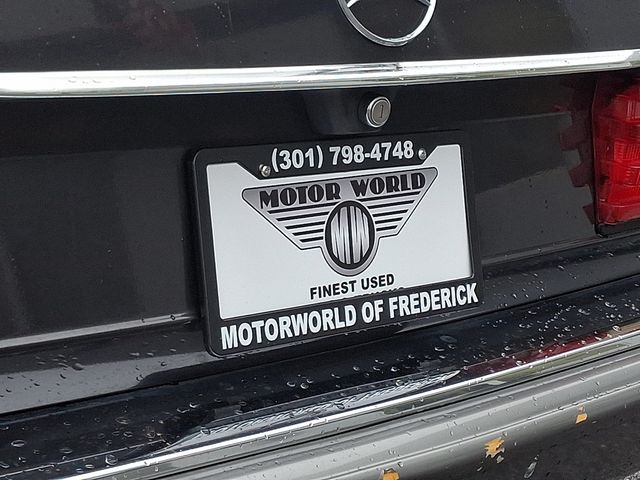 (301) 798-4748
MOTOR WORLD
MW
FINEST USED
MOTORWORLD OF FREDERICK